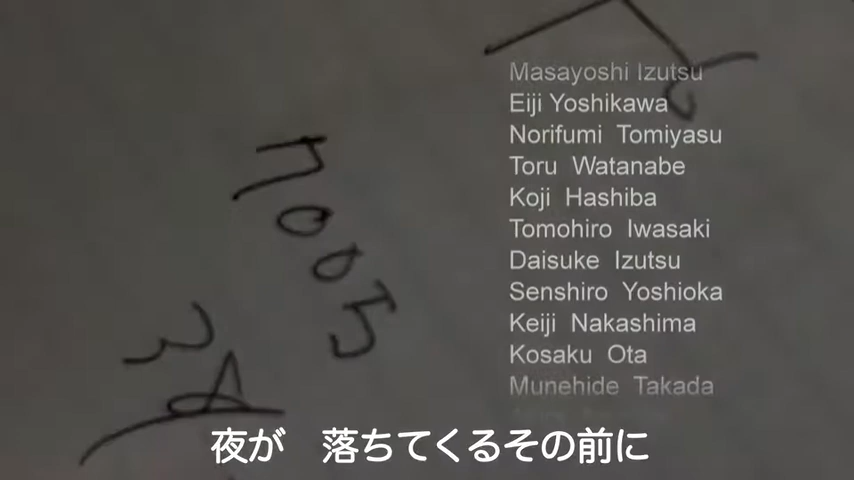 Masayoshi Izutsu
Eiji Yoshikawa
Norifumi Tomiyasu
Toru Watanabe
Koji Hashiba
Tomohiro Iwasaki
Daisuke Izutsu
Senshiro Yoshioka
Keiji Nakashima
Kosaku Ota
Munehide Takada
夜が　落ちてくるその前に